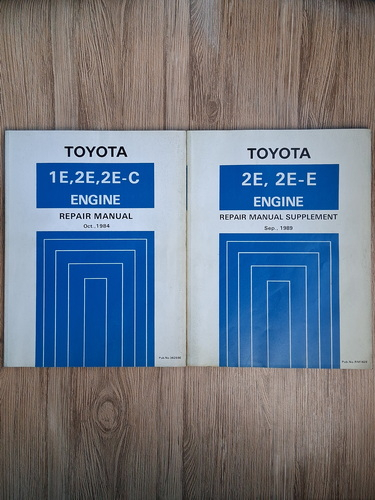 TOYOTA
1E,2E,2E-C
ENGINE
REPAIR MANUAL
Oct.,1984
TOYOTA
2E, 2E-E
ENGINE
REPAIR MANUAL SUPPLEMENT
Sep., 1989